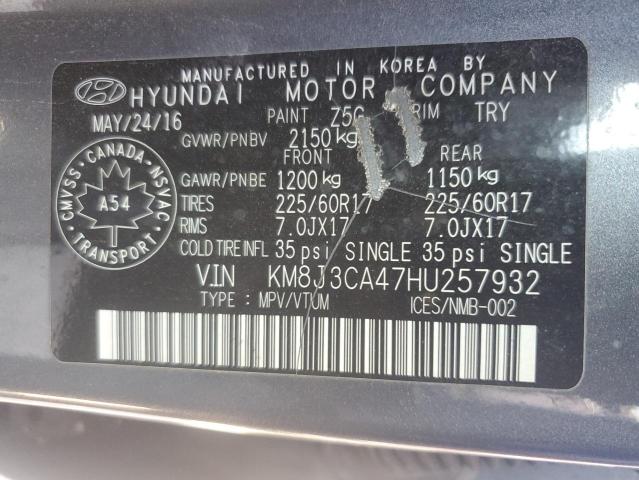 MANUFACTURED IN KOREA BY
HYUNDAI MOTOR COMPANY
MAY/24/16 PAINT Z5G TRIM TRY
GVWR/PNBV 2150 kg
FRONT REAR
GAWR/PNBE 1200 kg 1150 kg
TIRES 225/60R17 225/60R17
RIMS 7.0JX17 7.0JX17
COLD TIRE INFL 35 psi SINGLE 35 psi SINGLE
VIN KM8J3CA47HU257932
TYPE : MPV/VTUM ICES/NMB-002
CMVSS · CANADA · NSVAC
A54
TRANSPORT